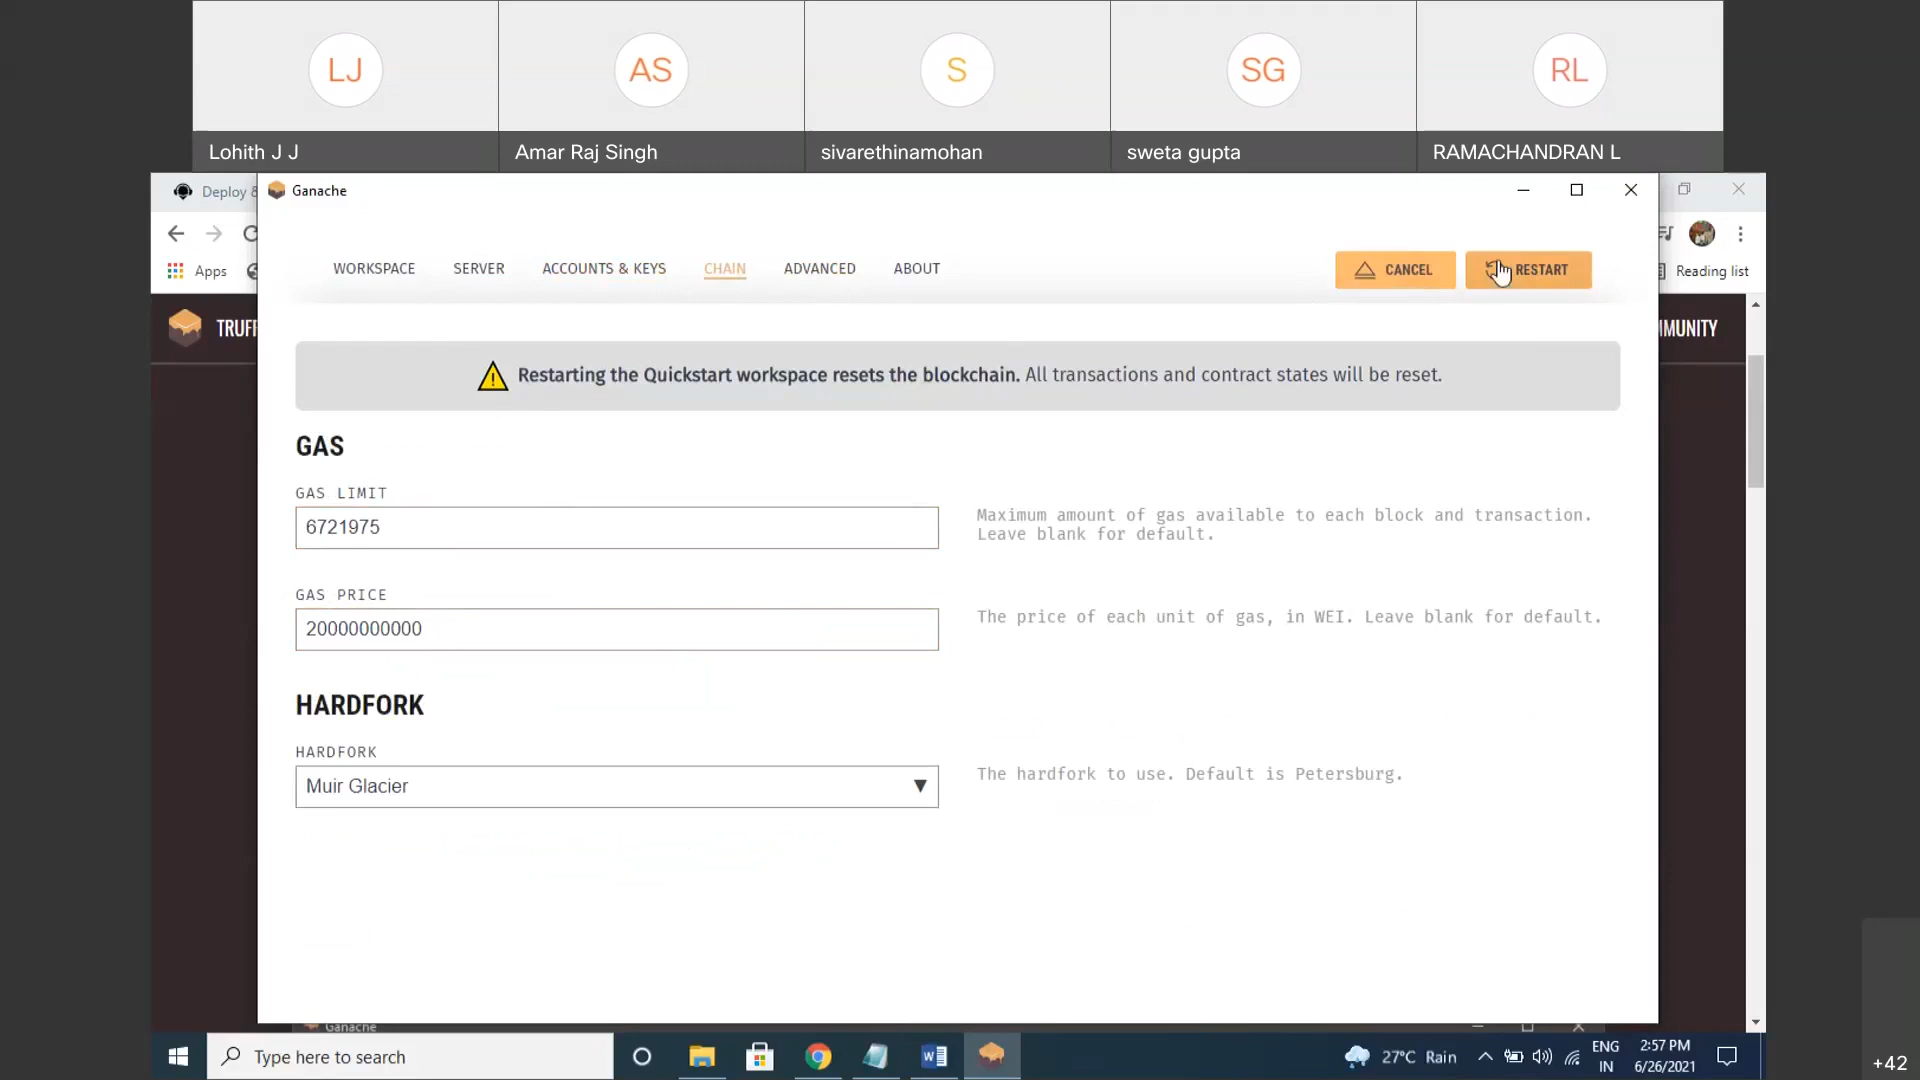 LJ
AS
S
SG
RL
Lohith J J
Amar Raj Singh
sivarethinamohan
sweta gupta
RAMACHANDRAN L
Deploy &
Ganache
Apps
Reading list
WORKSPACE
SERVER
ACCOUNTS & KEYS
CHAIN
ADVANCED
ABOUT
CANCEL
RESTART
TRUFF
MMUNITY
Restarting the Quickstart workspace resets the blockchain. All transactions and contract states will be reset.
GAS
GAS LIMIT
6721975
Maximum amount of gas available to each block and transaction.
Leave blank for default.
GAS PRICE
20000000000
The price of each unit of gas, in WEI. Leave blank for default.
HARDFORK
HARDFORK
Muir Glacier
The hardfork to use. Default is Petersburg.
Ganache
Type here to search
27°C Rain
ENG
IN
2:57 PM
6/26/2021
+42